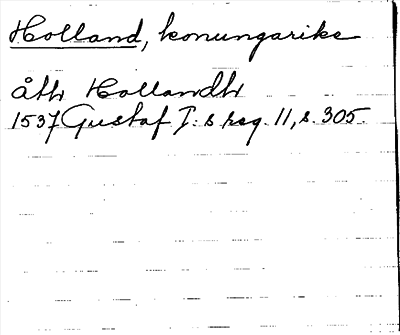 Holland, konungarike
åth Hollandh
1537 Gustaf I:s reg. 11, s. 305.